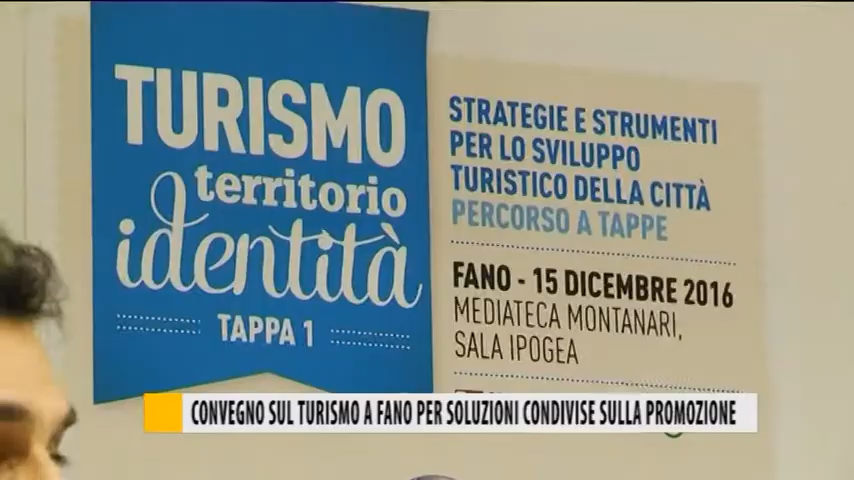 TURISMO
territorio
identità
TAPPA 1
STRATEGIE E STRUMENTI
PER LO SVILUPPO
TURISTICO DELLA CITTÀ
PERCORSO A TAPPE
FANO - 15 DICEMBRE 2016
MEDIATECA MONTANARI,
SALA IPOGEA
CONVEGNO SUL TURISMO A FANO PER SOLUZIONI CONDIVISE SULLA PROMOZIONE